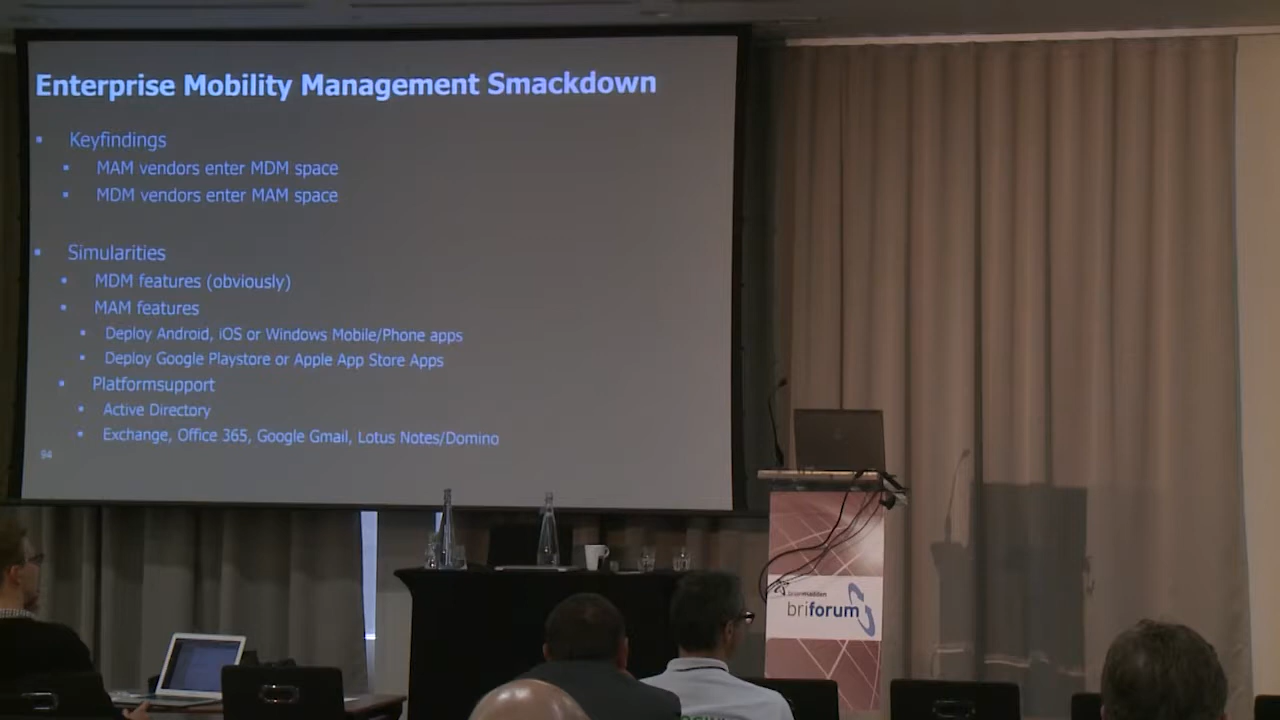 Enterprise Mobility Management Smackdown
Keyfindings
MAM vendors enter MDM space
MDM vendors enter MAM space
Simularities
MDM features (obviously)
MAM features
Deploy Android, iOS or Windows Mobile/Phone apps
Deploy Google Playstore or Apple App Store Apps
Platformsupport
Active Directory
Exchange, Office 365, Google Gmail, Lotus Notes/Domino
94
brianmadden
briforum